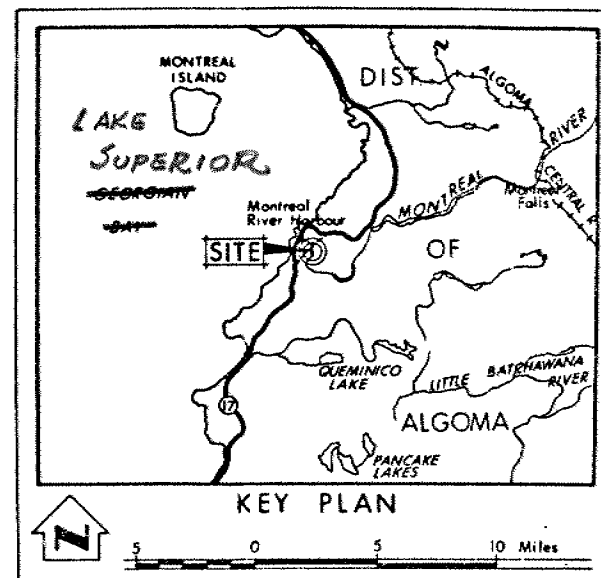 MONTREAL
ISLAND
DIST
ALGOMA
CENTRAL R
LAKE
SUPERIOR
GEORGIAN
BAY
RIVER
MONTREAL
Montreal
Falls
Montreal
River Harbour
SITE
OF
QUEMINICO
LAKE
LITTLE BATCHAWANA
RIVER
17
ALGOMA
PANCAKE
LAKES
KEY PLAN
N
5 0 5 10 Miles